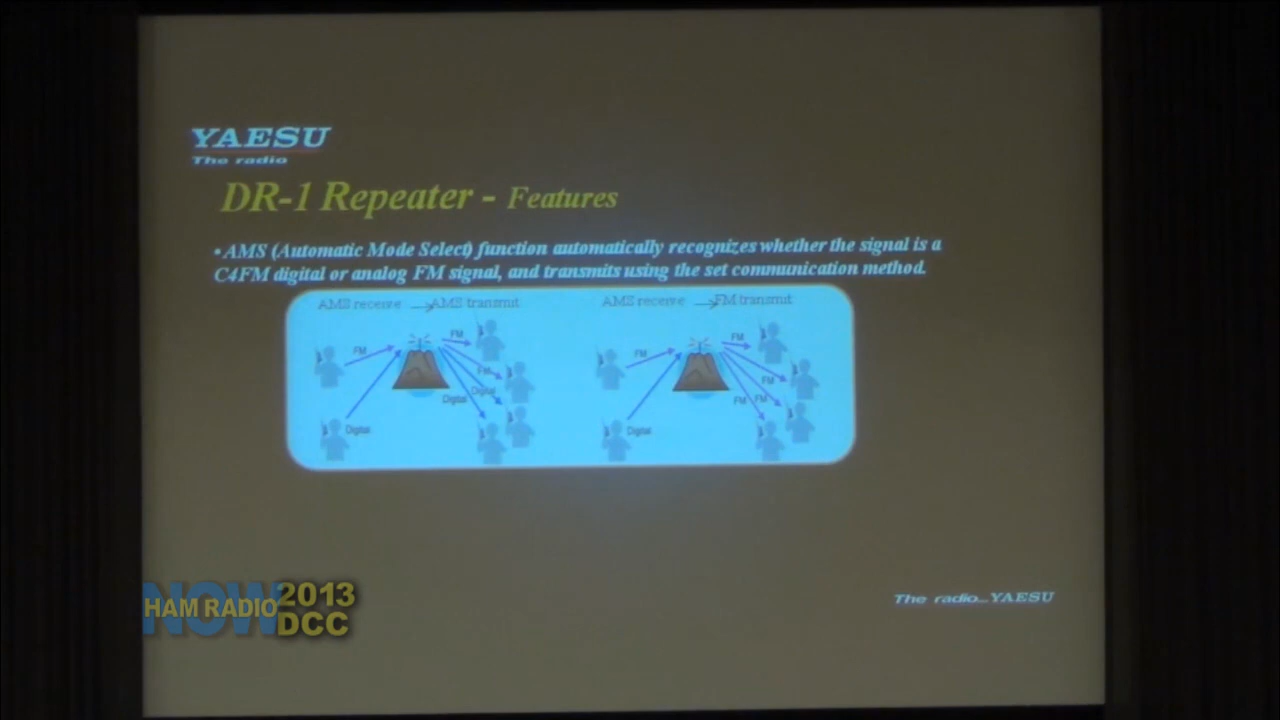 YAESU
The radio
DR-1 Repeater - Features
• AMS (Automatic Mode Select) function automatically recognizes whether the signal is a
C4FM digital or analog FM signal, and transmits using the set communication method.
AMS receive → AMS transmit
AMS receive → FM transmit
FM
FM
FM
Digital
Digital
Digital
FM
FM
FM
FM
FM
Digital
The radio...YAESU
NOW
HAM RADIO
2013
DCC